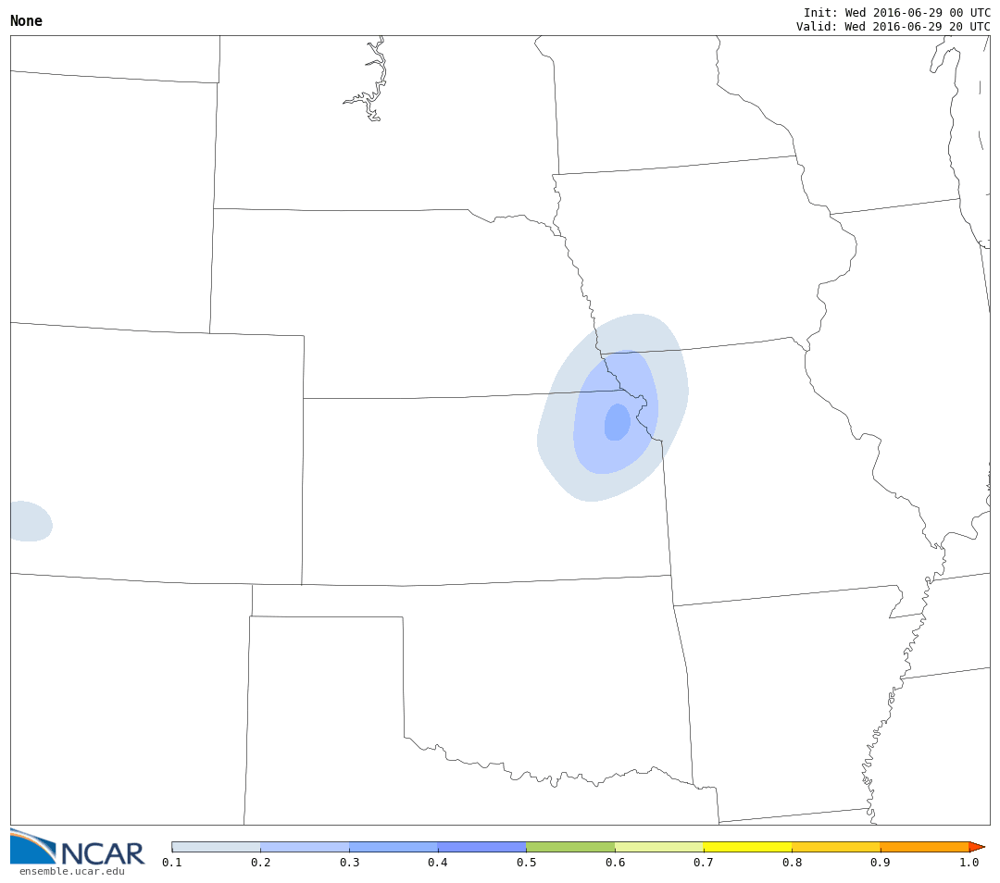 None
Init: Wed 2016-06-29 00 UTC
Valid: Wed 2016-06-29 20 UTC
NCAR
ensemble.ucar.edu
0.1 0.2 0.3 0.4 0.5 0.6 0.7 0.8 0.9 1.0